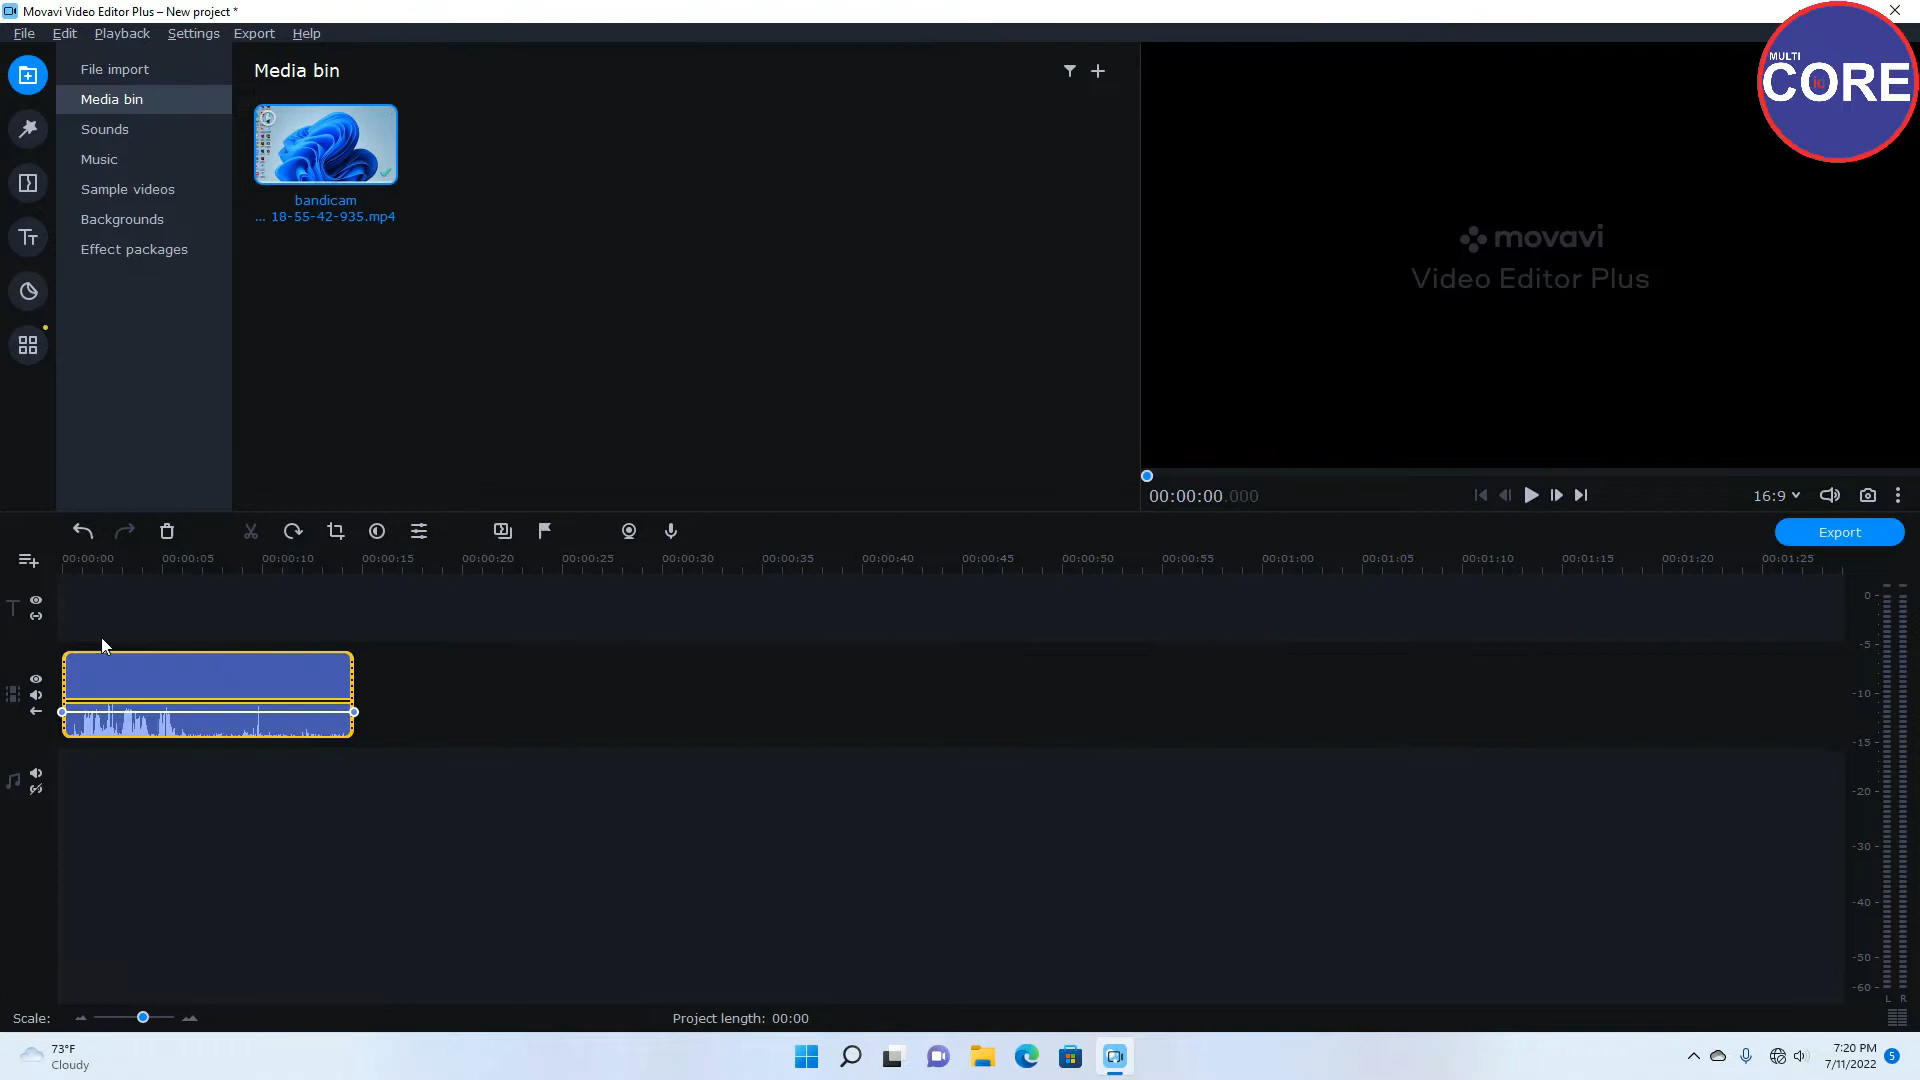 Movavi Video Editor Plus – New project *
File Edit Playback Settings Export Help
MULTI
CORE
File import
Media bin
Sounds
Music
Sample videos
Backgrounds
Effect packages
Media bin
bandicam
... 18-55-42-935.mp4
movavi
Video Editor Plus
00:00:00.000
16:9
Export
00:00:00 00:00:05 00:00:10 00:00:15 00:00:20 00:00:25 00:00:30 00:00:35 00:00:40 00:00:45 00:00:50 00:00:55 00:01:00 00:01:05 00:01:10 00:01:15 00:01:20 00:01:25
0
-5
-10
-15
-20
-30
-40
-50
-60
L R
Scale:
Project length: 00:00
73°F
Cloudy
7:20 PM
7/11/2022
5